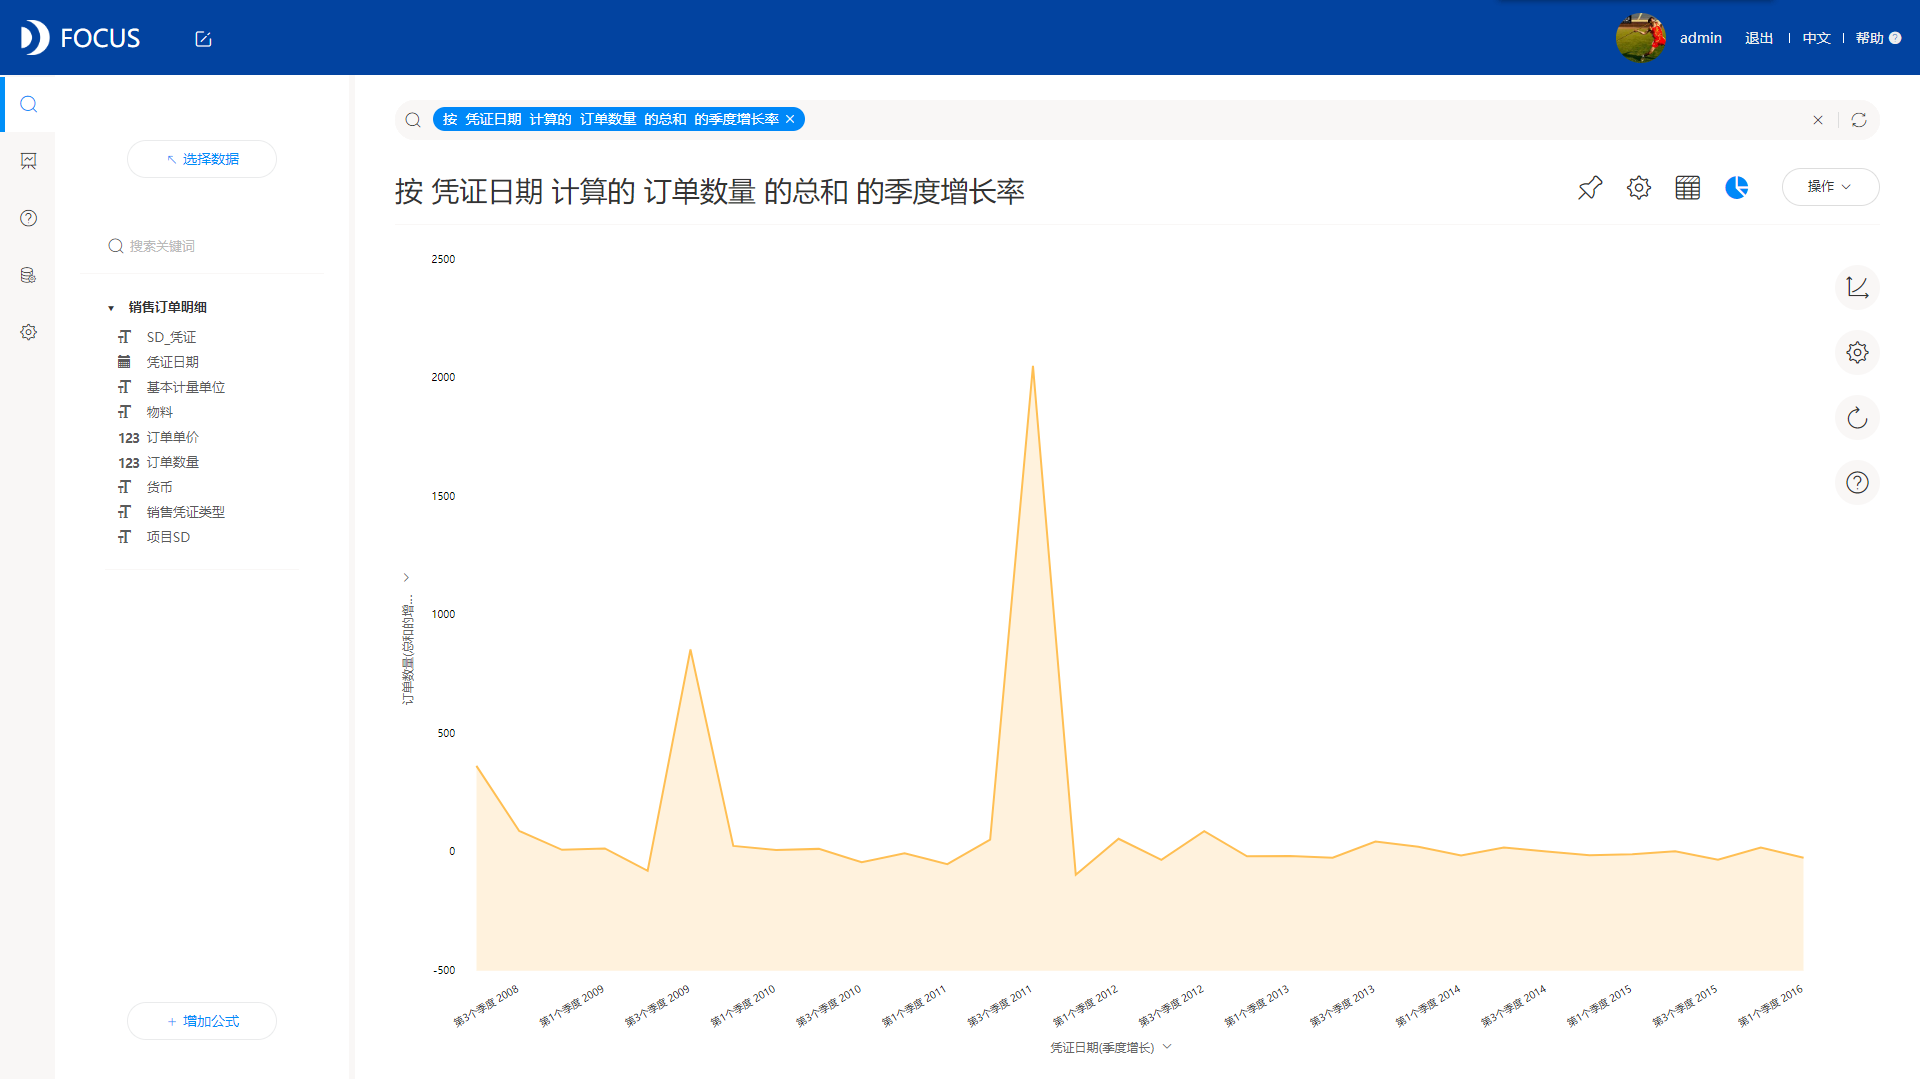 FOCUS
admin 退出 中文 帮助
选择数据
搜索关键词
销售订单明细
SD_凭证
凭证日期
基本计量单位
物料
123 订单单价
123 订单数量
货币
销售凭证类型
项目SD
增加公式
按 凭证日期 计算的 订单数量 的总和 的季度增长率
按 凭证日期 计算的 订单数量 的总和 的季度增长率
操作
2500
2000
1500
1000
500
0
-500
订单数量(总和的增...
第3个季度 2008
第1个季度 2009
第3个季度 2009
第1个季度 2010
第3个季度 2010
第1个季度 2011
第3个季度 2011
第1个季度 2012
第3个季度 2012
第1个季度 2013
第3个季度 2013
第1个季度 2014
第3个季度 2014
第1个季度 2015
第3个季度 2015
第1个季度 2016
凭证日期(季度增长)